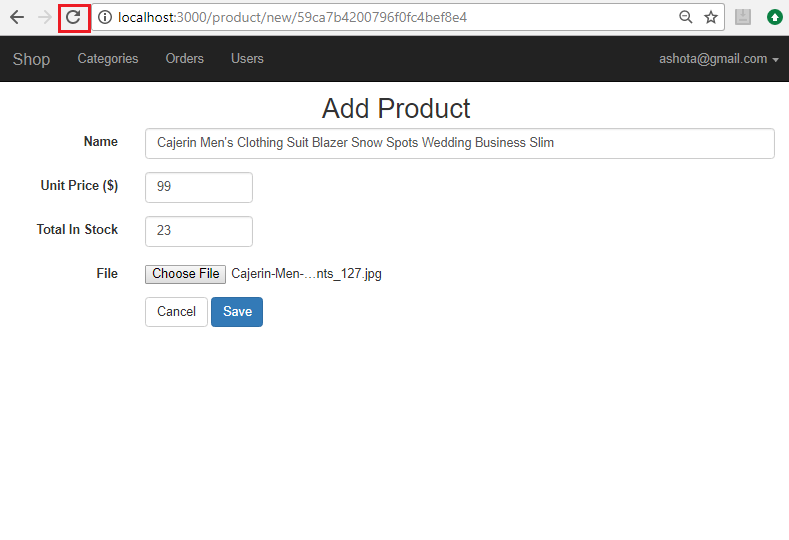 localhost:3000/product/new/59ca7b4200796f0fc4bef8e4
Shop Categories Orders Users ashota@gmail.com
Add Product
Name Cajerin Men's Clothing Suit Blazer Snow Spots Wedding Business Slim
Unit Price ($) 99
Total In Stock 23
File Choose File Cajerin-Men-...nts_127.jpg
Cancel Save